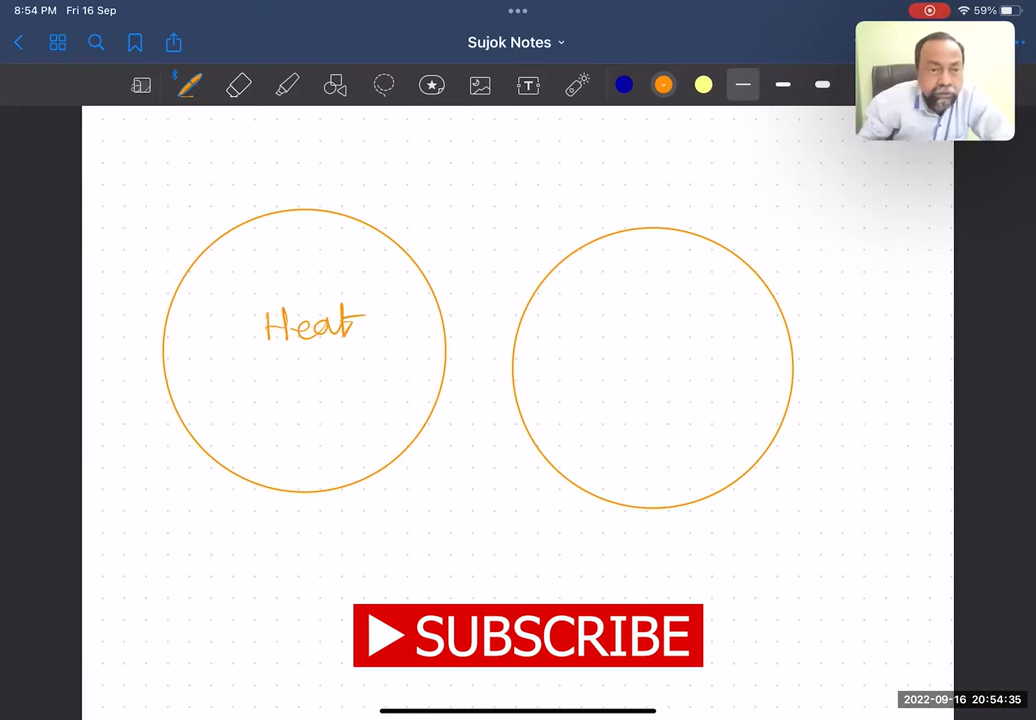 8:54 PM Fri 16 Sep
59%
Sujok Notes
T
Heat
SUBSCRIBE
2022-09-16 20:54:35